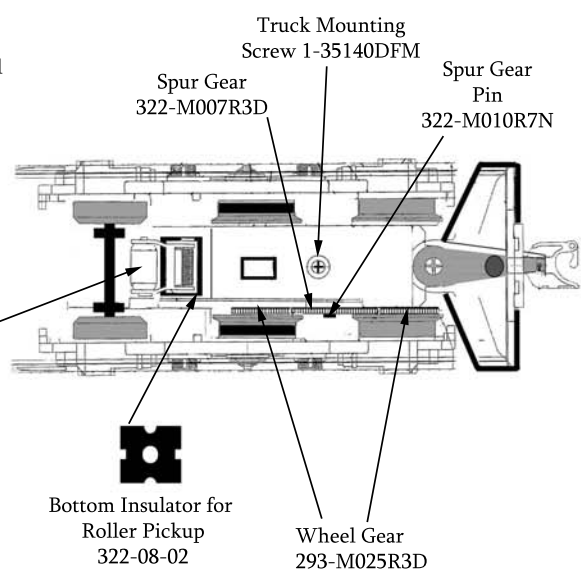 Truck Mounting
Screw 1-35140DFM
Spur Gear
322-M007R3D
Spur Gear
Pin
322-M010R7N
Bottom Insulator for
Roller Pickup
322-08-02
Wheel Gear
293-M025R3D